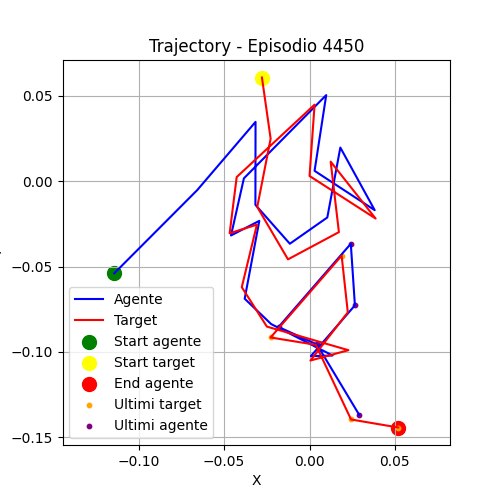 Trajectory - Episodio 4450
0.05
0.00
−0.05
−0.10
−0.15
Agente
Target
Start agente
Start target
End agente
Ultimi target
Ultimi agente
−0.10
−0.05
0.00
0.05
X